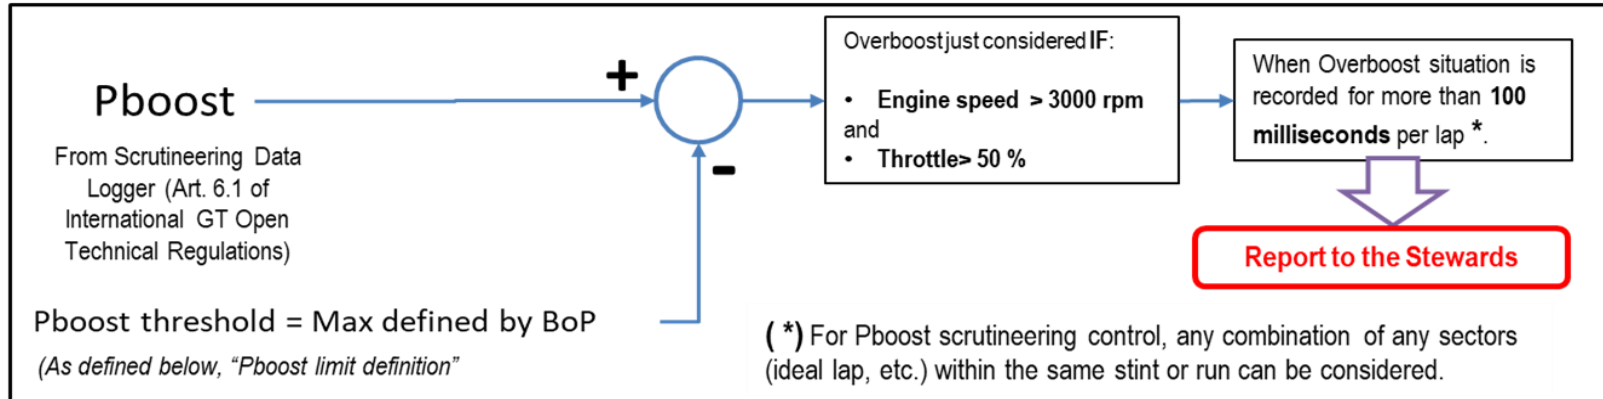 Pboost
From Scrutineering Data
Logger (Art. 6.1 of
International GT Open
Technical Regulations)
Pboost threshold = Max defined by BoP
(As defined below, “Pboost limit definition”
+
-
Overboost just considered IF:
• Engine speed > 3000 rpm
and
• Throttle> 50 %
When Overboost situation is
recorded for more than 100
milliseconds per lap *.
Report to the Stewards
(*) For Pboost scrutineering control, any combination of any sectors
(ideal lap, etc.) within the same stint or run can be considered.